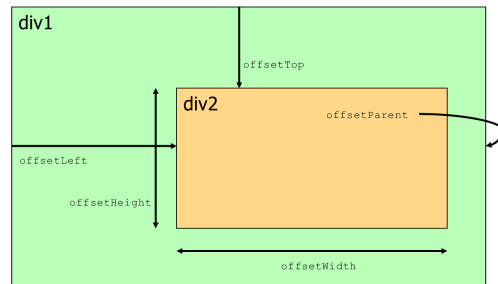 div1
offsetTop
div2
offsetParent
offsetLeft
offsetHeight
offsetWidth